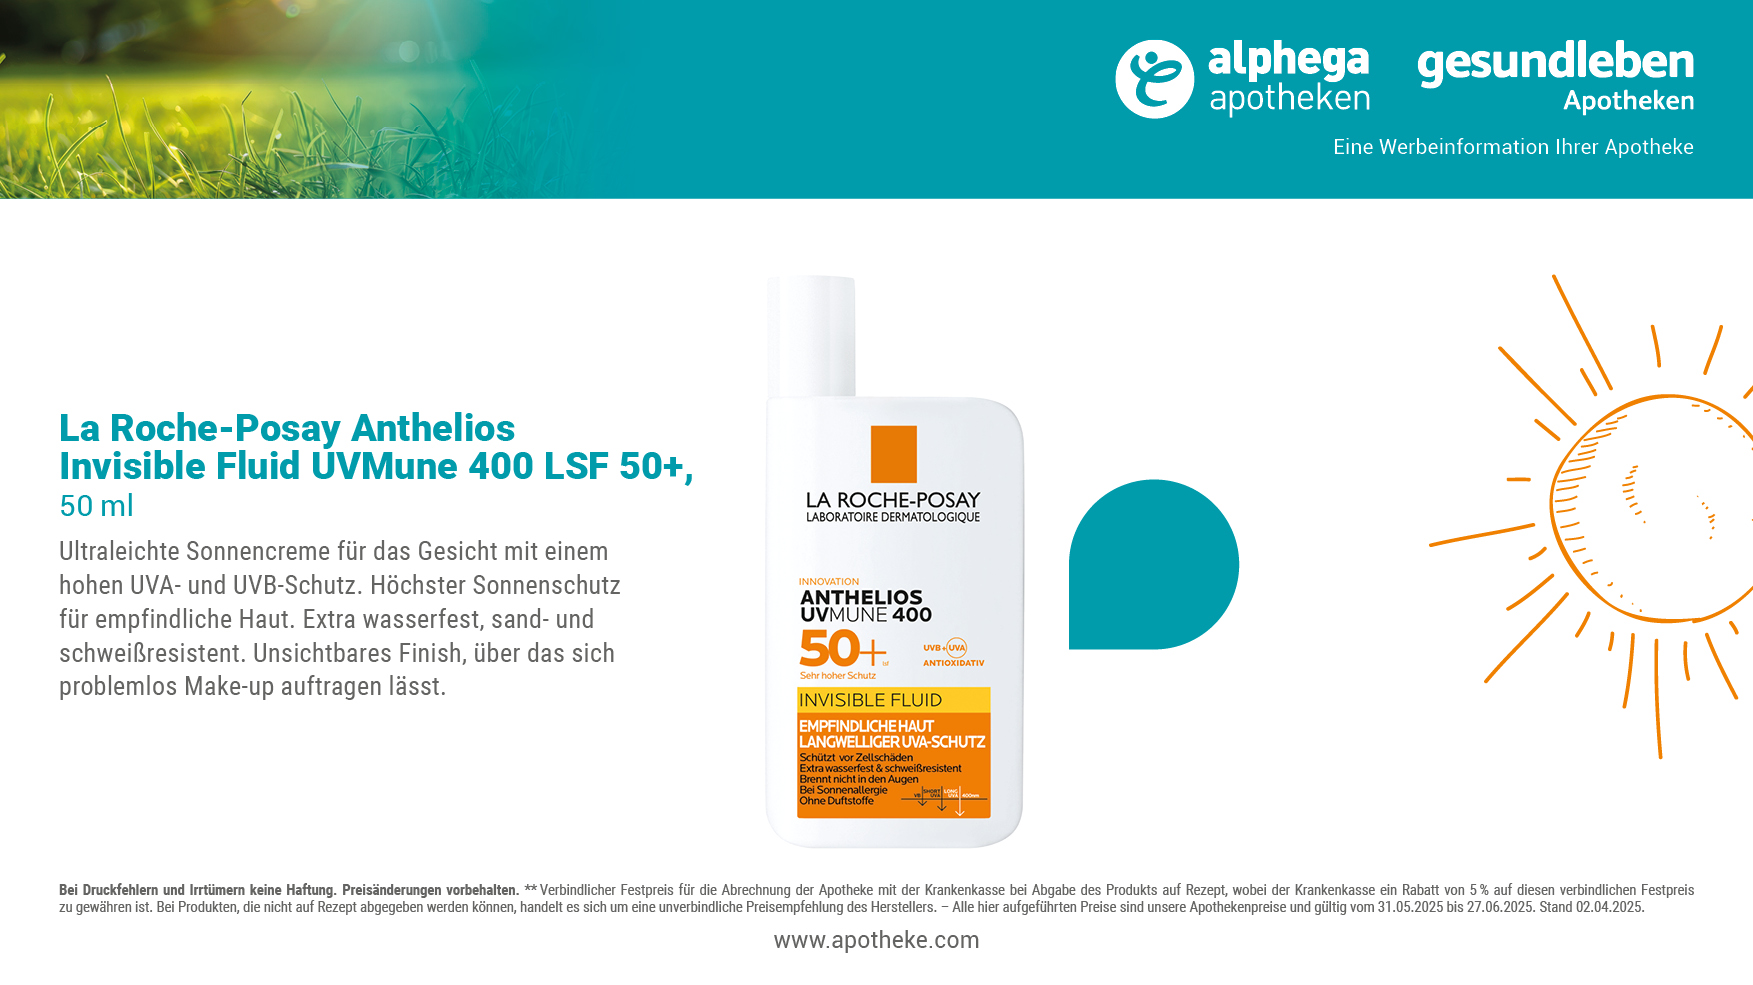 alphega
apotheken
gesundleben
Apotheken
Eine Werbeinformation Ihrer Apotheke
La Roche-Posay Anthelios
Invisible Fluid UVMune 400 LSF 50+,
50 ml
Ultraleichte Sonnencreme für das Gesicht mit einem
hohen UVA- und UVB-Schutz. Höchster Sonnenschutz
für empfindliche Haut. Extra wasserfest, sand- und
schweißresistent. Unsichtbares Finish, über das sich
problemlos Make-up auftragen lässt.
LA ROCHE-POSAY
LABORATOIRE DERMATOLOGIQUE
INNOVATION
ANTHELIOS
UVMUNE 400
50+
UVB+UVA
ANTIOXIDATIV
Sehr hoher Schutz
INVISIBLE FLUID
EMPFINDLICHE HAUT
LANGWELLIGER UVA-SCHUTZ
Schützt vor Zellschäden
Extra wasserfest & schweißresistent
Brennt nicht in den Augen
Bei Sonnenallergie
Ohne Duftstoffe
SHORT UVA
LONG UVA
400nm
Bei Druckfehlern und Irrtümern keine Haftung. Preisänderungen vorbehalten. ** Verbindlicher Festpreis für die Abrechnung der Apotheke mit der Krankenkasse bei Abgabe des Produkts auf Rezept, wobei der Krankenkasse ein Rabatt von 5 % auf diesen verbindlichen Festpreis
zu gewähren ist. Bei Produkten, die nicht auf Rezept abgegeben werden können, handelt es sich um eine unverbindliche Preisempfehlung des Herstellers. – Alle hier aufgeführten Preise sind unsere Apothekenpreise und gültig vom 31.05.2025 bis 27.06.2025. Stand 02.04.2025.
www.apotheke.com